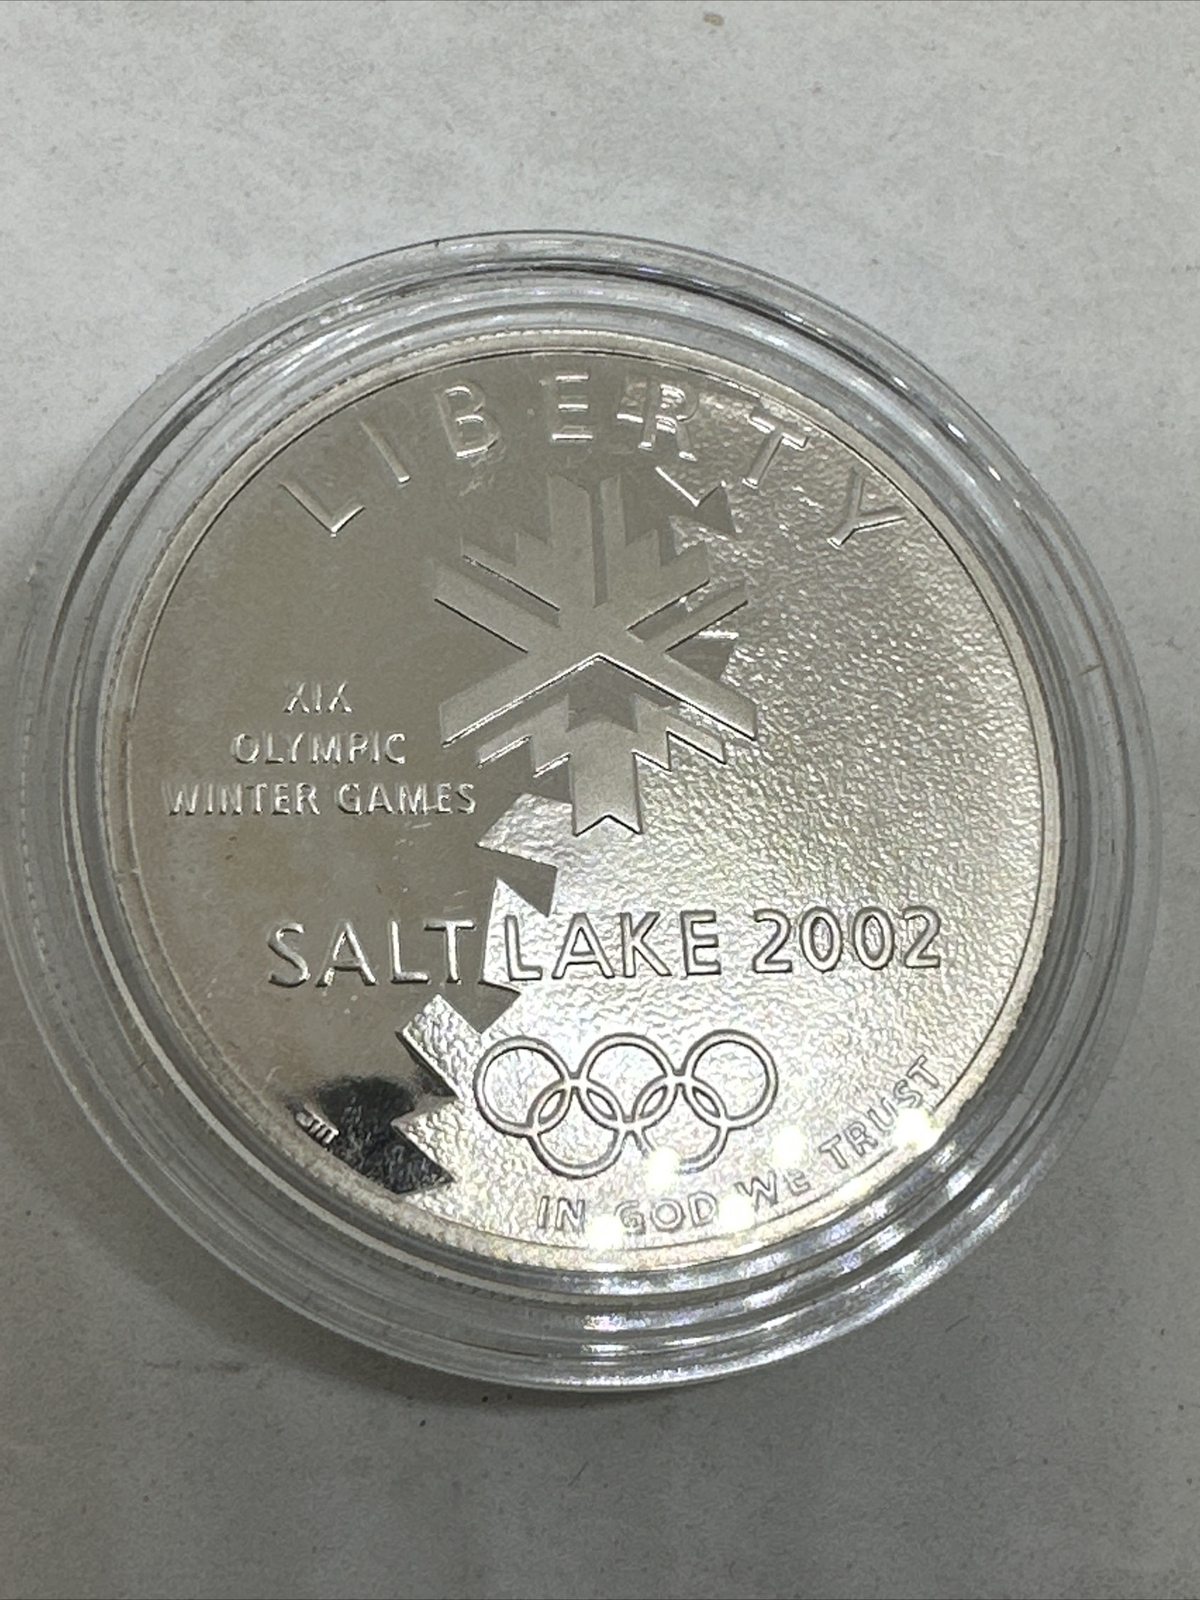 LIBERTY
XIX
OLYMPIC
WINTER GAMES
SALT LAKE 2002
IN GOD WE TRUST